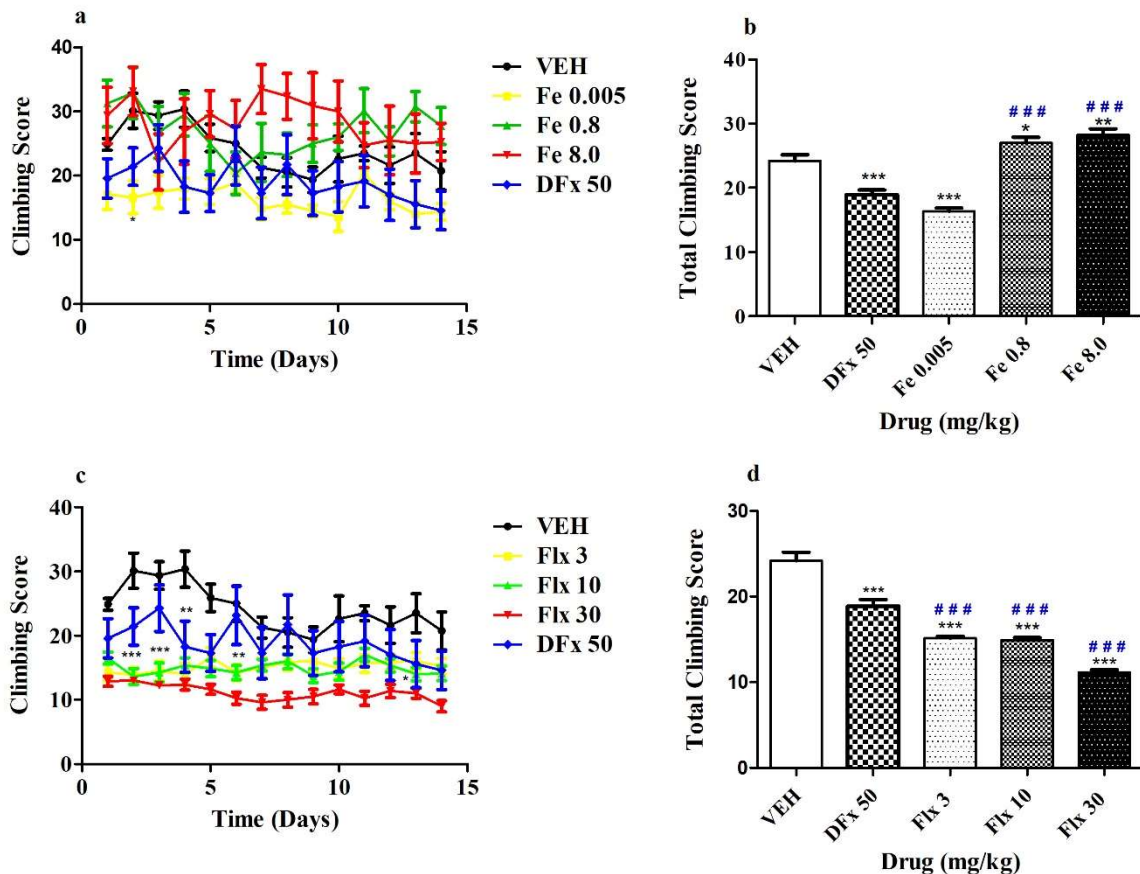 a
Climbing Score
40
30
20
10
0
0
5
10
15
Time (Days)
*
VEH
Fe 0.005
Fe 0.8
Fe 8.0
DFx 50
b
Total Climbing Score
40
30
20
10
0
***
***
# # #
*
# # #
**
VEH
DFx 50
Fe 0.005
Fe 0.8
Fe 8.0
Drug (mg/kg)
c
Climbing Score
40
30
20
10
0
0
5
10
15
Time (Days)
***
***
**
**
*
VEH
Flx 3
Flx 10
Flx 30
DFx 50
d
Total Climbing Score
30
20
10
0
***
# # #
***
# # #
***
# # #
***
VEH
DFx 50
Flx 3
Flx 10
Flx 30
Drug (mg/kg)